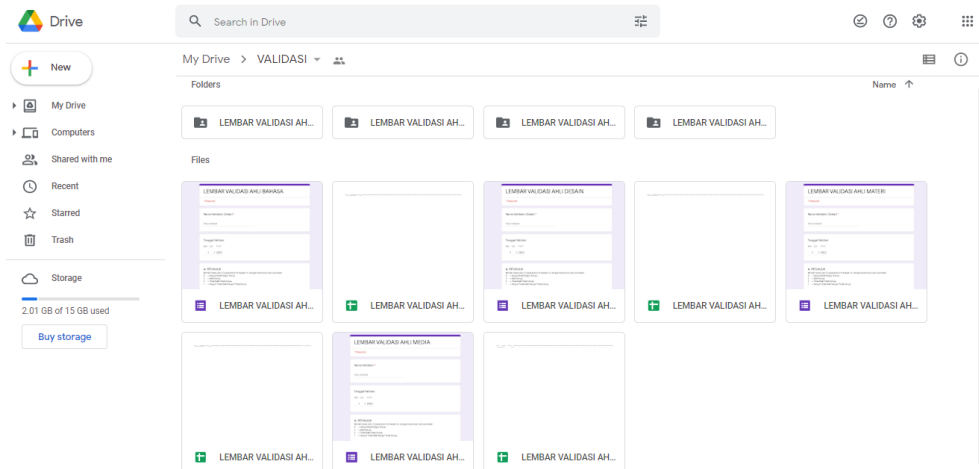 Drive
Search in Drive
New
My Drive
Computers
Shared with me
Recent
Starred
Trash
Storage
2.01 GB of 15 GB used
Buy storage
My Drive > VALIDASI
Folders
Name
LEMBAR VALIDASI AH...
LEMBAR VALIDASI AH...
LEMBAR VALIDASI AH...
LEMBAR VALIDASI AH...
Files
LEMBAR VALIDASI AHLI BAHASA
LEMBAR VALIDASI AHLI DESAIN
LEMBAR VALIDASI AHLI MATERI
LEMBAR VALIDASI AH...
LEMBAR VALIDASI AH...
LEMBAR VALIDASI AH...
LEMBAR VALIDASI AH...
LEMBAR VALIDASI AH...
LEMBAR VALIDASI AHLI MEDIA
LEMBAR VALIDASI AH...
LEMBAR VALIDASI AH...
LEMBAR VALIDASI AH...